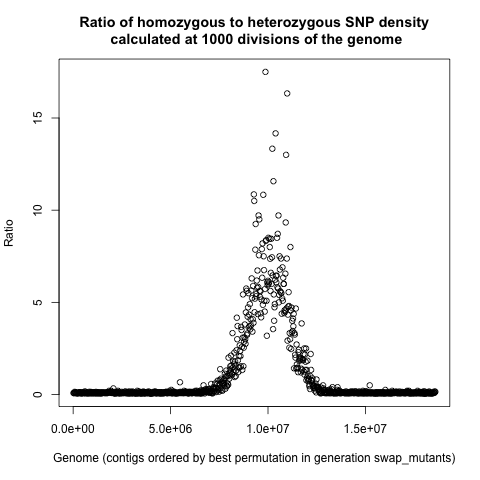 Ratio of homozygous to heterozygous SNP density
calculated at 1000 divisions of the genome
15
10
5
0
Ratio
0.0e+00 5.0e+06 1.0e+07 1.5e+07
Genome (contigs ordered by best permutation in generation swap_mutants)